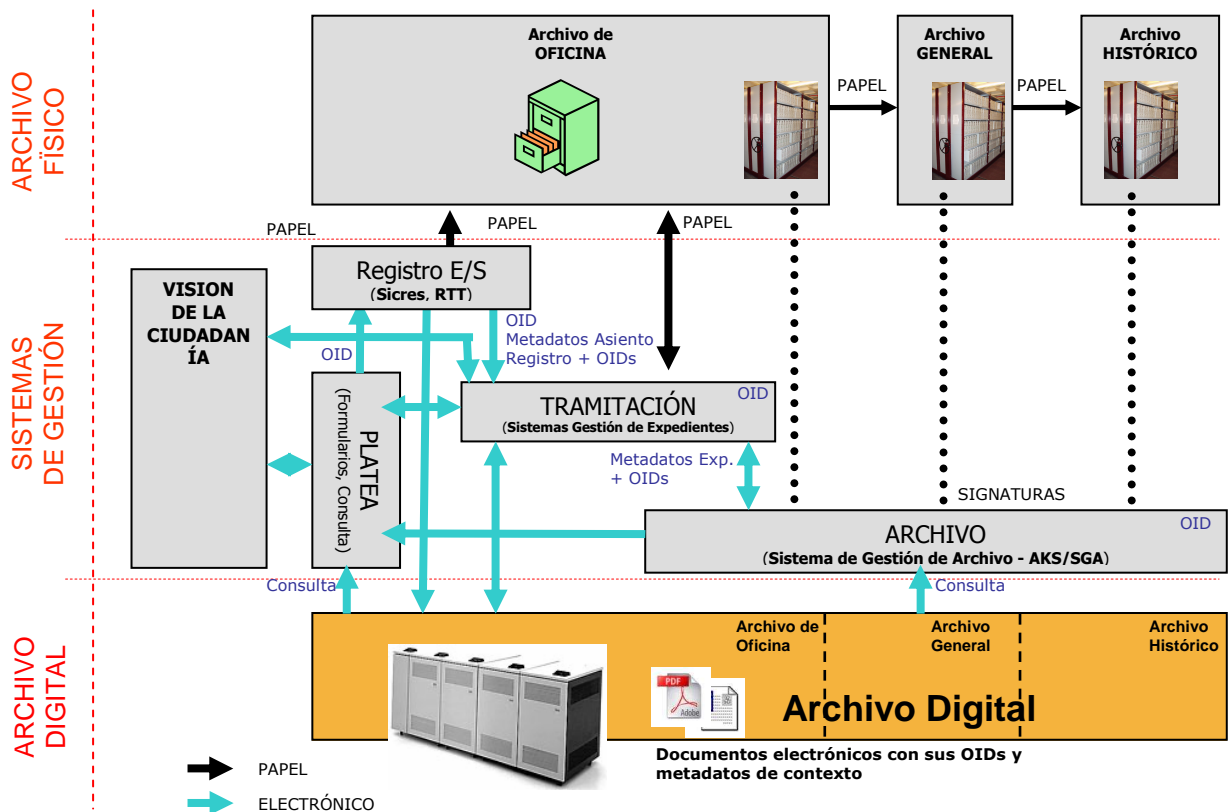 ARCHIVO
FÏSICO
Archivo de
OFICINA
Archivo
GENERAL
Archivo
HISTÓRICO
PAPEL
PAPEL
PAPEL
PAPEL
PAPEL
SISTEMAS
DE GESTIÓN
VISION
DE LA
CIUDADAN
ÍA
Registro E/S
(Sicres, RTT)
OID
OID
Metadatos Asiento
Registro + OIDs
PLATEA
(Formularios, Consulta)
OID
TRAMITACIÓN
(Sistemas Gestión de Expedientes)
Metadatos Exp.
+ OIDs
SIGNATURAS
OID
ARCHIVO
(Sistema de Gestión de Archivo - AKS/SGA)
Consulta
Consulta
ARCHIVO
DIGITAL
Archivo de
Oficina
Archivo
General
Archivo
Histórico
PDF
Adobe
Archivo Digital
Documentos electrónicos con sus OIDs y
metadatos de contexto
PAPEL
ELECTRÓNICO